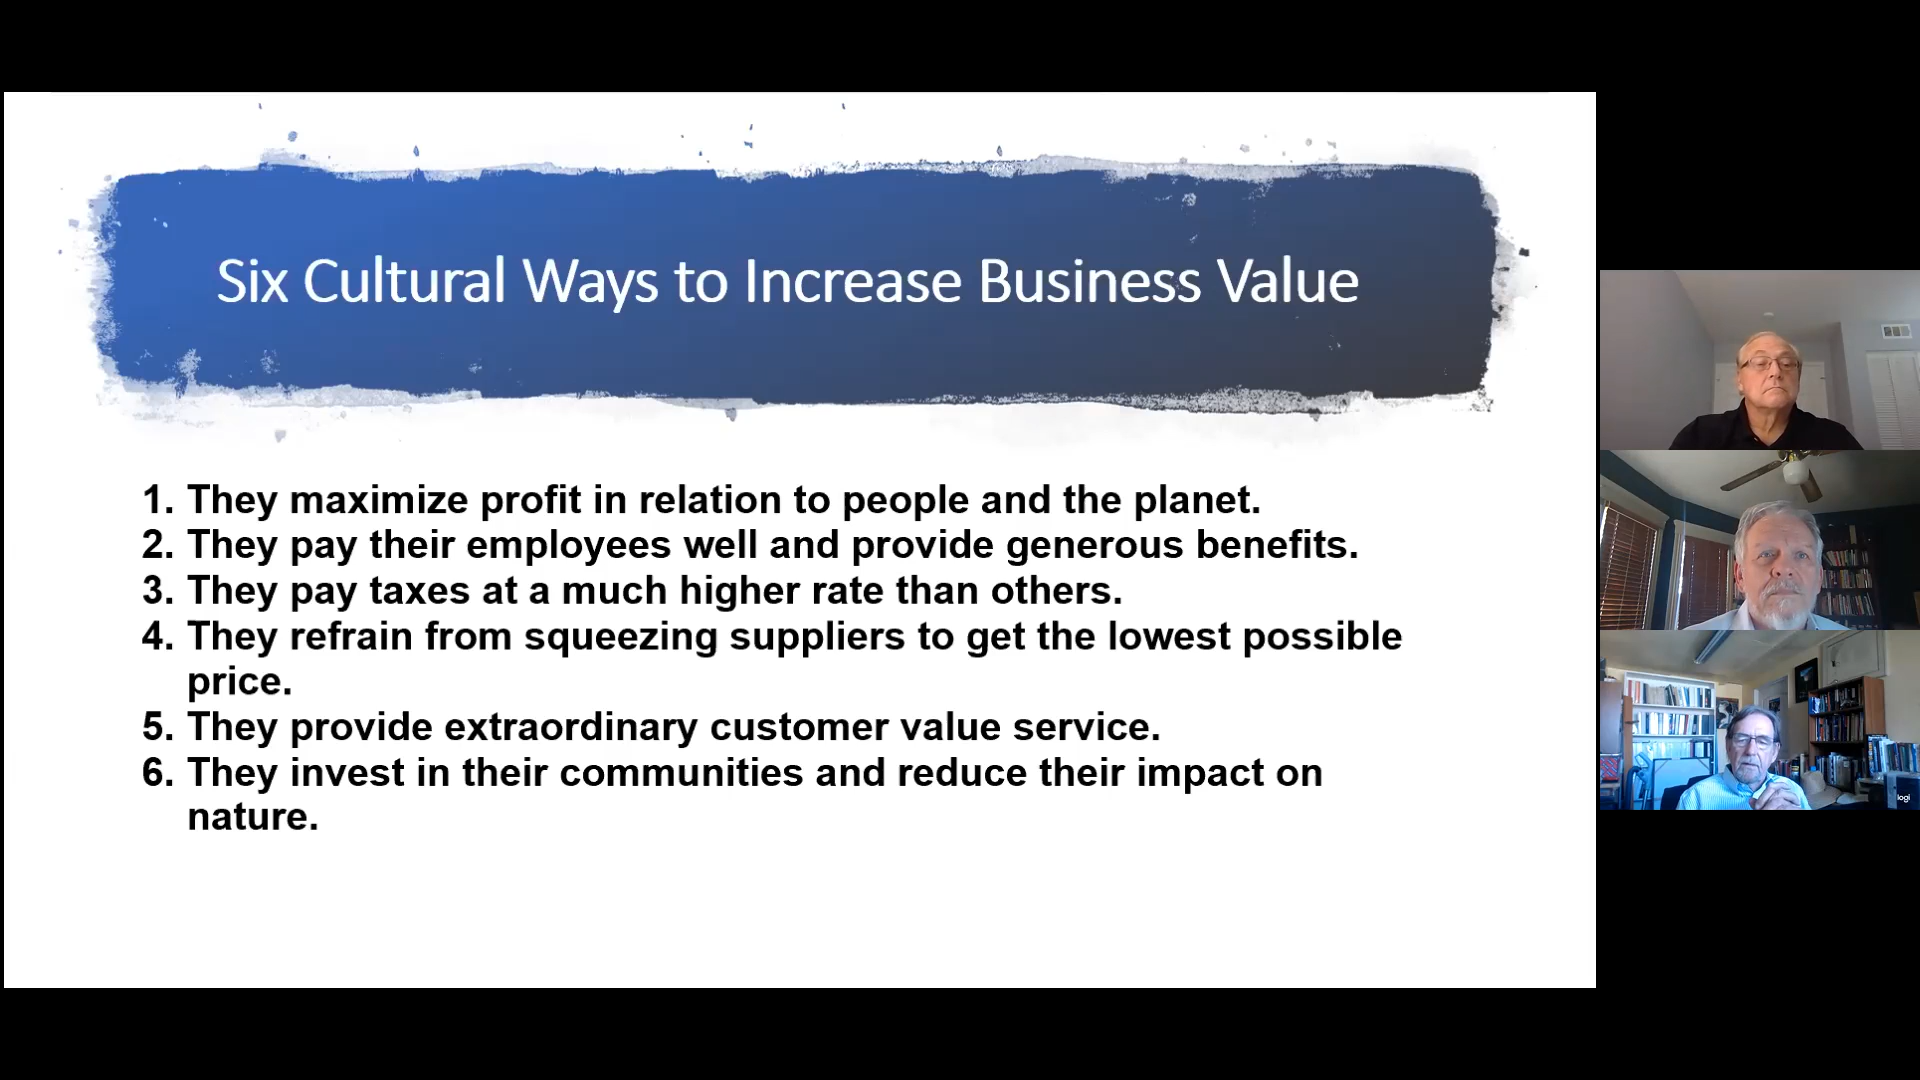 Six Cultural Ways to Increase Business Value
1. They maximize profit in relation to people and the planet.
2. They pay their employees well and provide generous benefits.
3. They pay taxes at a much higher rate than others.
4. They refrain from squeezing suppliers to get the lowest possible
price.
5. They provide extraordinary customer value service.
6. They invest in their communities and reduce their impact on
nature.
logi